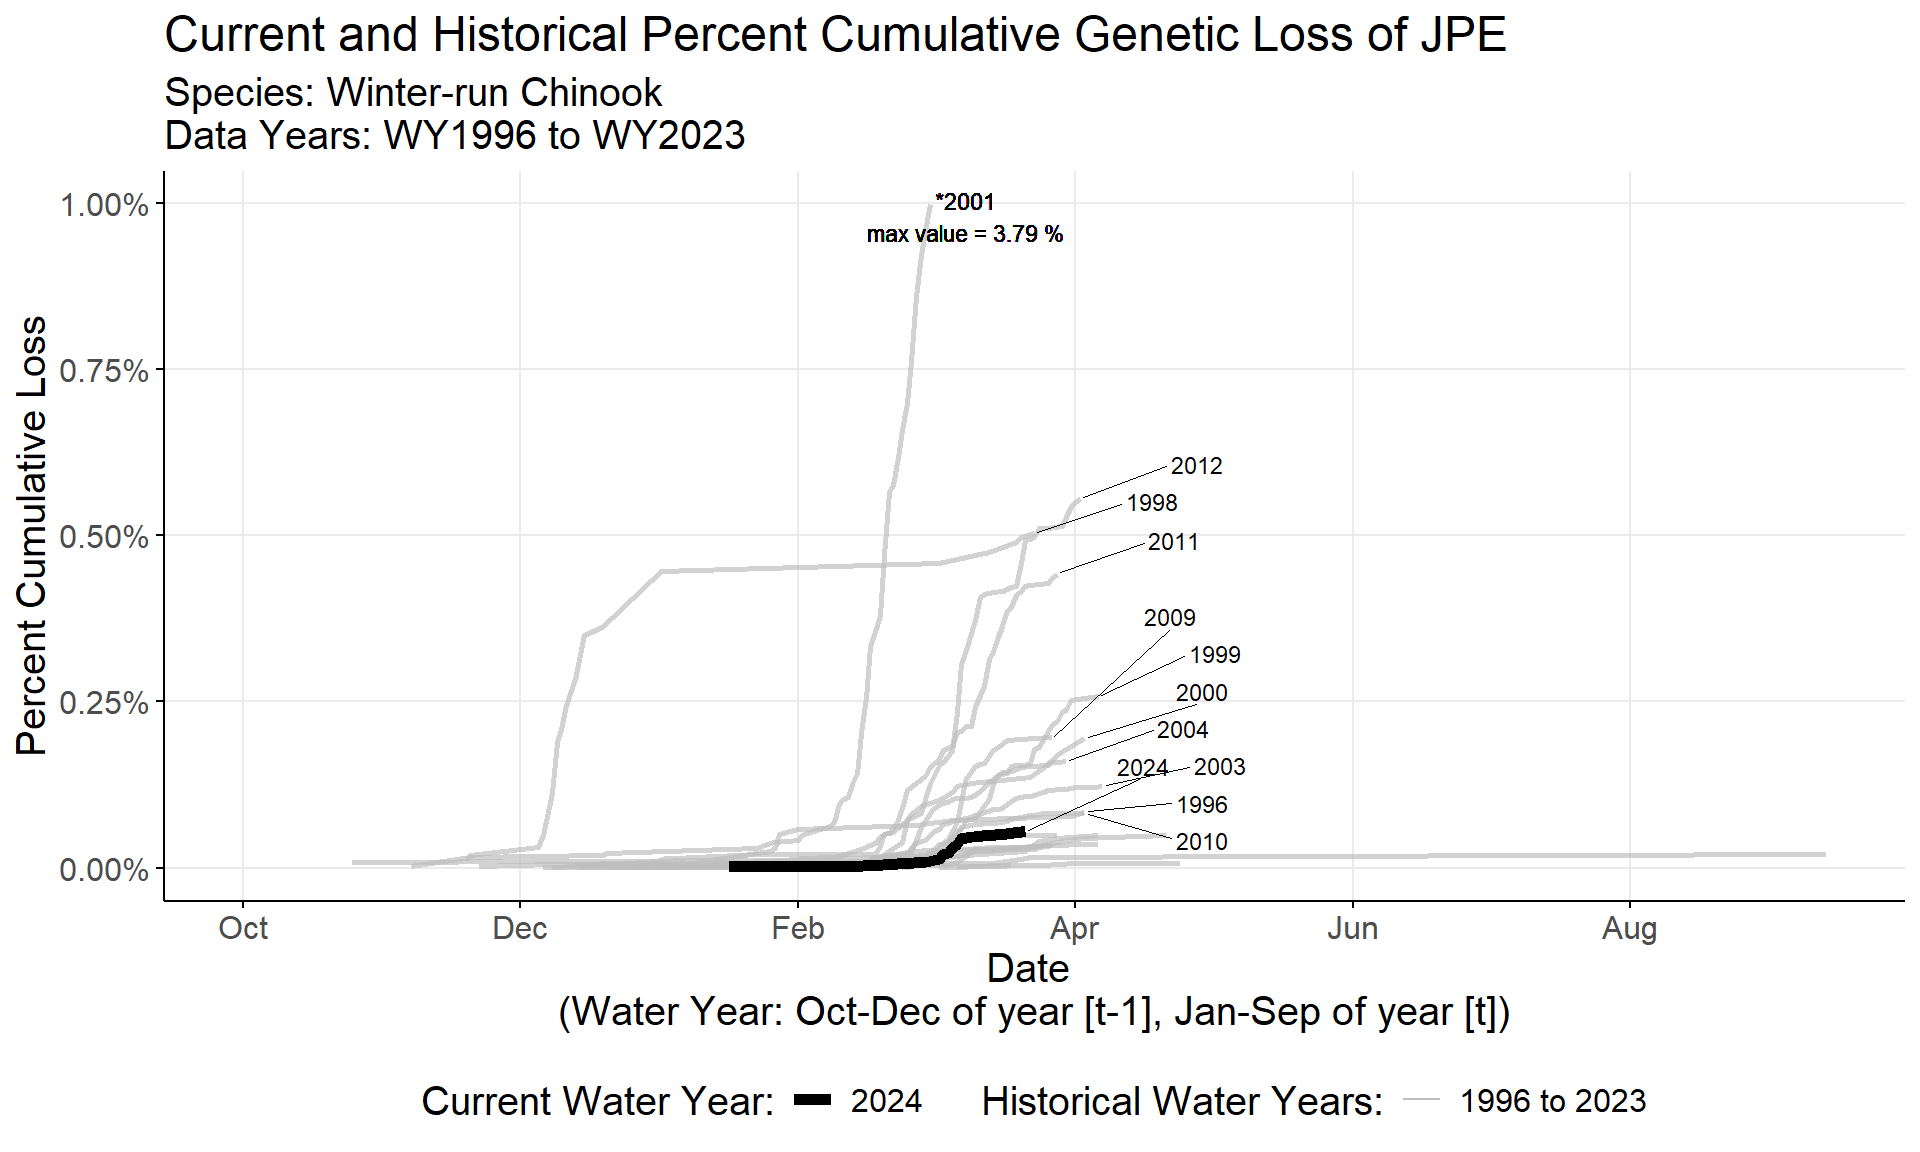 Current and Historical Percent Cumulative Genetic Loss of JPE
Species: Winter-run Chinook
Data Years: WY1996 to WY2023
Percent Cumulative Loss
1.00%
0.75%
0.50%
0.25%
0.00%
*2001
max value = 3.79 %
2012
1998
2011
2009
1999
2000
2004
2024
2003
1996
2010
Oct
Dec
Feb
Apr
Jun
Aug
Date
(Water Year: Oct-Dec of year [t-1], Jan-Sep of year [t])
Current Water Year: 2024 Historical Water Years: 1996 to 2023